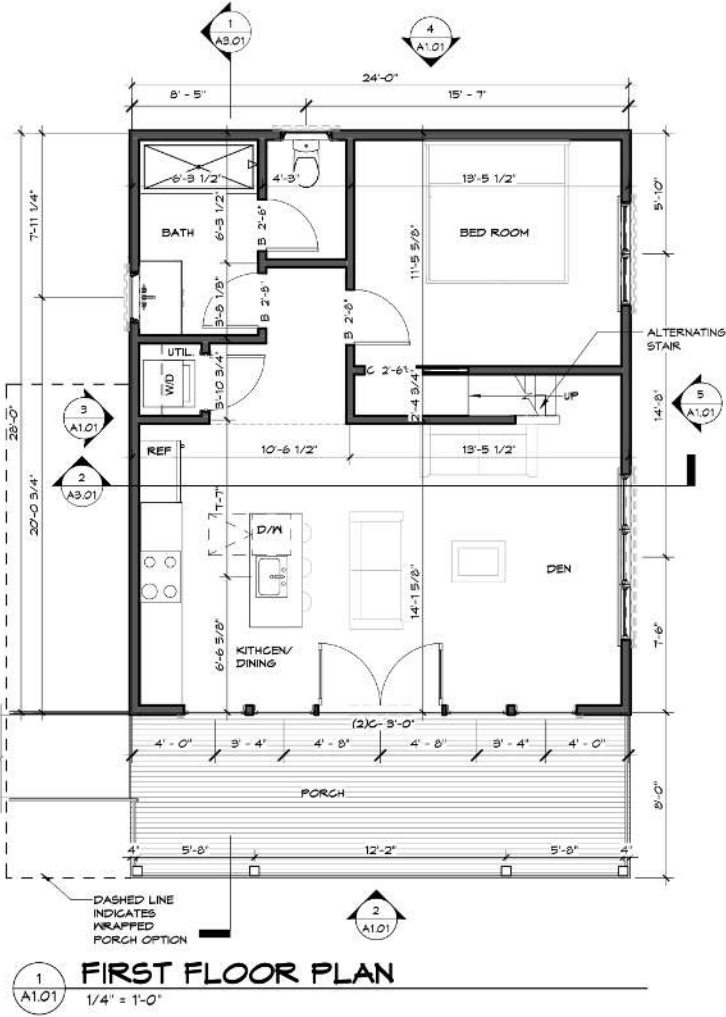 1
A3.01
4
A1.01
24'-0"
8' - 5"
15' - 7"
6'-3 1/2"
4'-3"
13'-5 1/2"
5'-10"
7'-11 1/4"
6'-3 1/2"
B 2'-6"
BATH
BED ROOM
11'-5 5/8"
3'-8 1/8"
B 2'-8"
B 2'-8"
ALTERNATING
STAIR
UTIL.
W/D
3'-10 3/4"
C 2'-6"
2'-4 3/4"
UP
14'-8"
3
A1.01
5
A1.01
28'-0"
REF
10'-6 1/2"
13'-5 1/2"
2
A3.01
20'-0 3/4"
7'-7"
D/W
DEN
14'-1 5/8"
6'-6 5/8"
KITHCEN/
DINING
7'-6"
(2)C- 3'-0"
4' - 0"
3' - 4"
4' - 8"
4' - 8"
3' - 4"
4' - 0"
PORCH
8'-0"
4"
5'-8"
12'-2"
5'-8"
4"
DASHED LINE
INDICATES
WRAPPED
PORCH OPTION
2
A1.01
1
A1.01
FIRST FLOOR PLAN
1/4" = 1'-0"